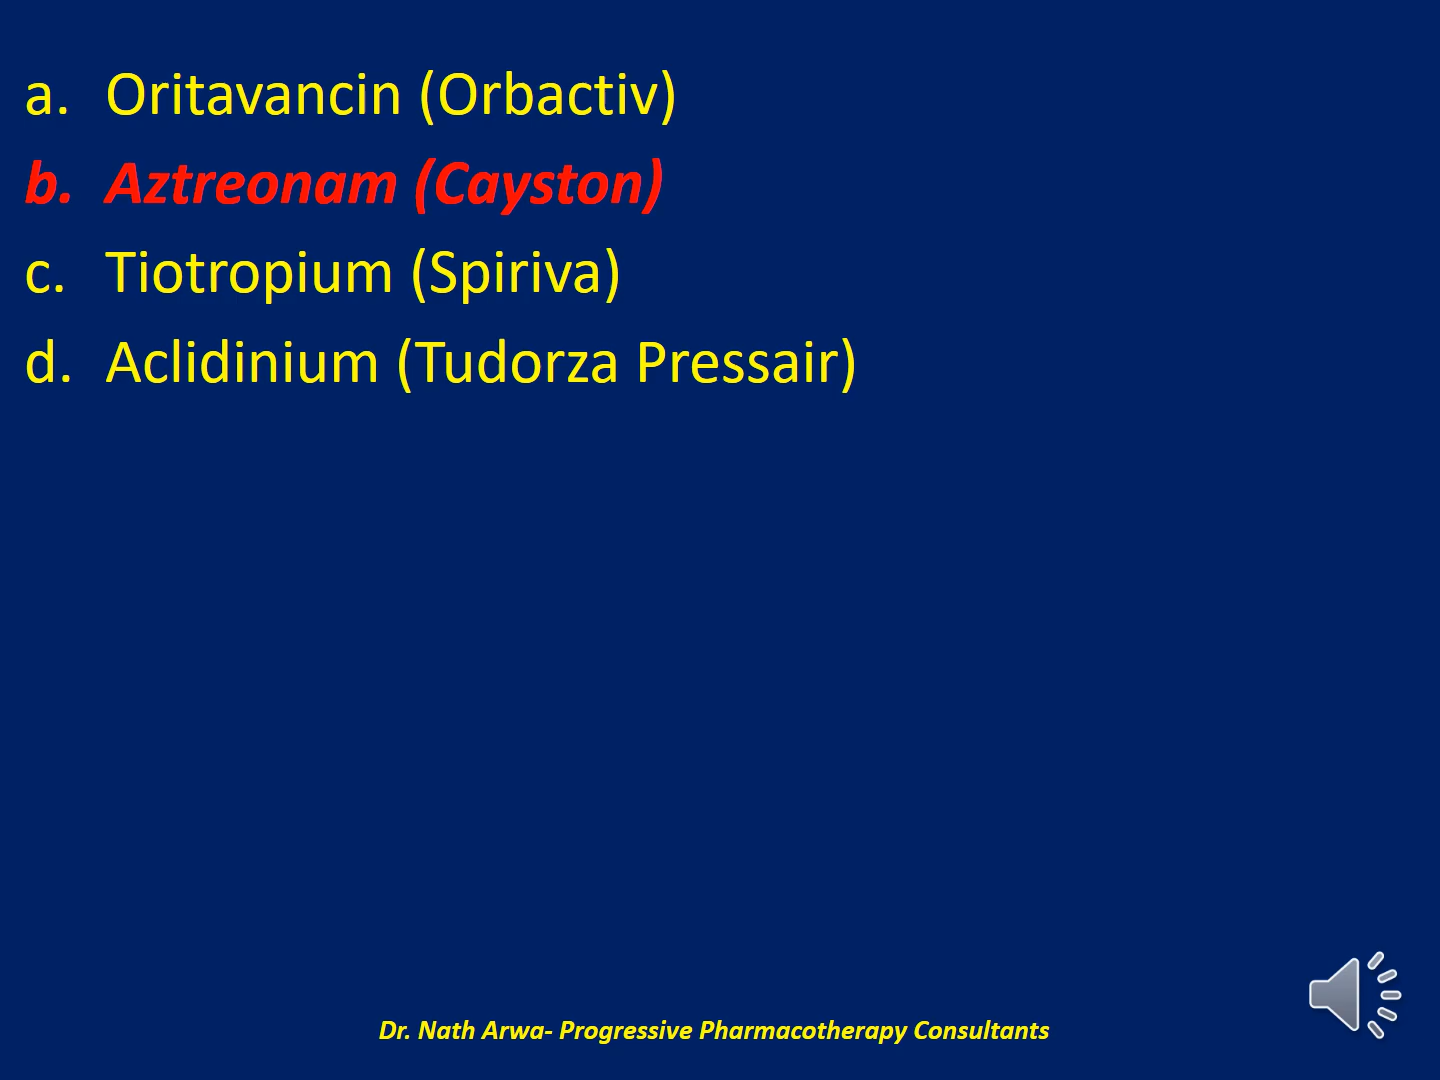 a. Oritavancin (Orbactiv)
b. Aztreonam (Cayston)
c. Tiotropium (Spiriva)
d. Aclidinium (Tudorza Pressair)
Dr. Nath Arwa- Progressive Pharmacotherapy Consultants